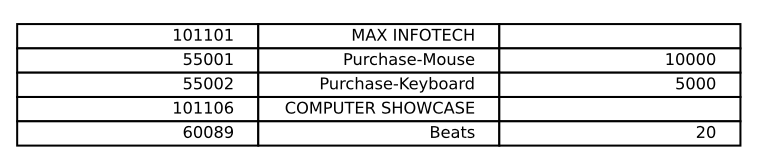 101101 MAX INFOTECH
55001 Purchase-Mouse 10000
55002 Purchase-Keyboard 5000
101106 COMPUTER SHOWCASE
60089 Beats 20